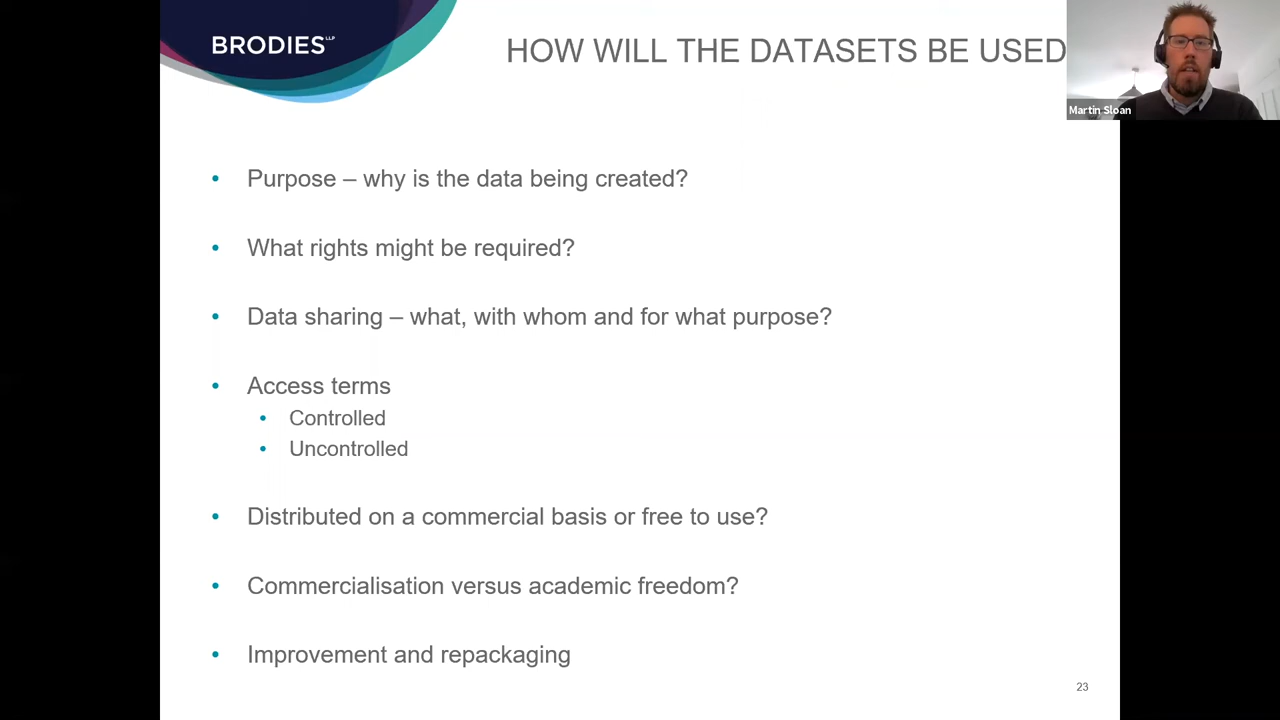 BRODIES LLP
HOW WILL THE DATASETS BE USED
Martin Sloan
• Purpose – why is the data being created?
• What rights might be required?
• Data sharing – what, with whom and for what purpose?
• Access terms
• Controlled
• Uncontrolled
• Distributed on a commercial basis or free to use?
• Commercialisation versus academic freedom?
• Improvement and repackaging
23